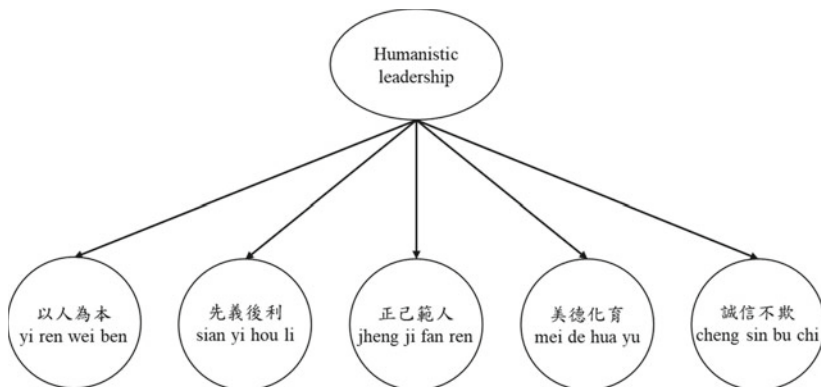 Humanistic
leadership
以人為本
yi ren wei ben
先義後利
sian yi hou li
正己範人
jheng ji fan ren
美德化育
mei de hua yu
誠信不欺
cheng sin bu chi